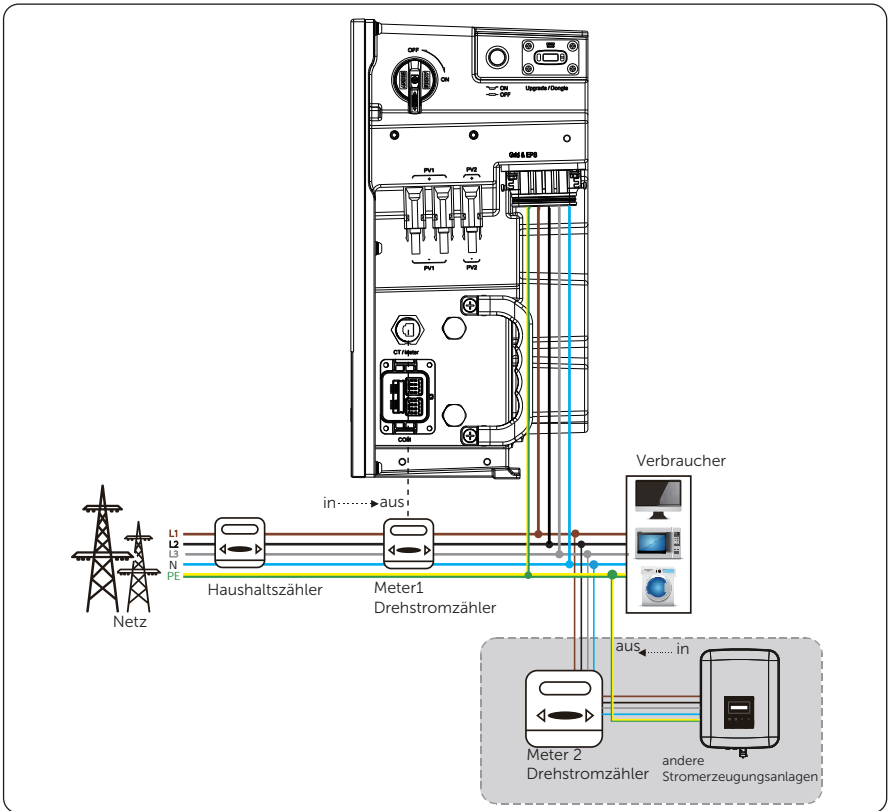 OFF
ON
ON
OFF
Upgrade / Dongle
Grid & EPS
PV1
PV2
+
+
-
-
PV1
PV2
CT / Meter
COM
Verbraucher
in
aus
L1
L2
L3
N
PE
Haushaltszähler
Meter1
Drehstromzähler
Netz
aus
in
Meter 2
Drehstromzähler
andere
Stromerzeugungsanlagen